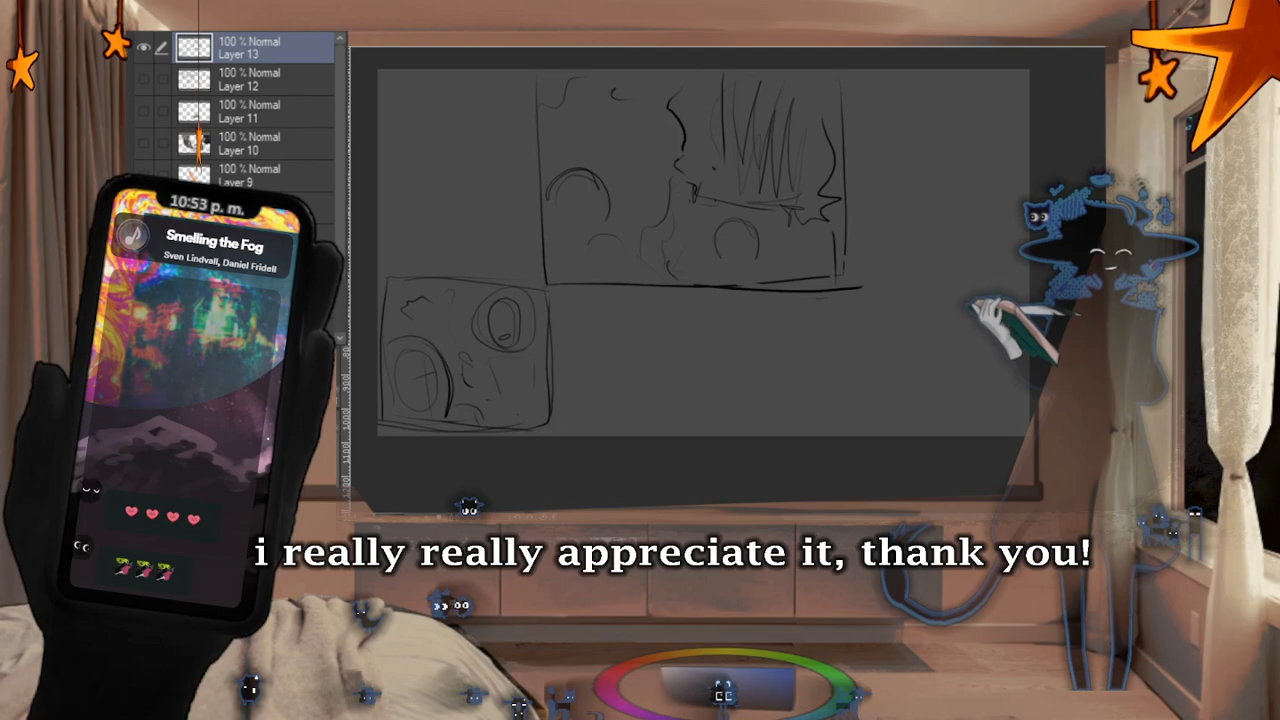 100 % Normal
Layer 13
100 % Normal
Layer 12
100 % Normal
Layer 11
100 % Normal
Layer 10
100 % Normal
Layer 9
10:53 p. m.
Smelling the Fog
Sven Lindvall, Daniel Fridell
i really really appreciate it, thank you!